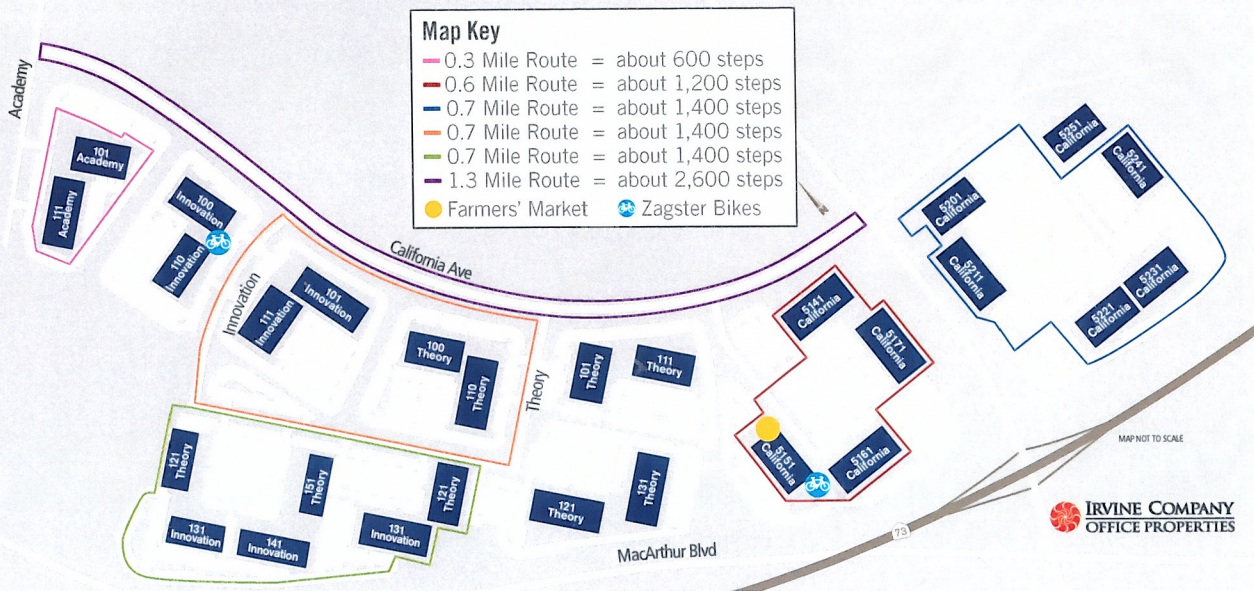 Map Key
0.3 Mile Route = about 600 steps
0.6 Mile Route = about 1,200 steps
0.7 Mile Route = about 1,400 steps
0.7 Mile Route = about 1,400 steps
0.7 Mile Route = about 1,400 steps
1.3 Mile Route = about 2,600 steps
Farmers' Market
Zagster Bikes
Academy
101
Academy
111
Academy
100
Innovation
110
Innovation
Innovation
California Ave
111
Innovation
101
Innovation
100
Theory
110
Theory
Theory
101
Theory
111
Theory
121
Theory
151
Theory
121
Theory
131
Innovation
141
Innovation
131
Innovation
121
Theory
131
Theory
MacArthur Blvd
5141
California
5171
California
5151
California
5161
California
5251
California
5241
California
5201
California
5211
California
5231
California
5221
California
73
MAP NOT TO SCALE
IRVINE COMPANY
OFFICE PROPERTIES